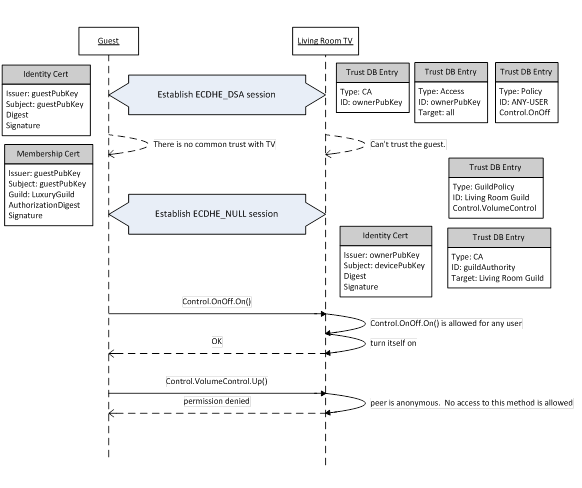 Guest
Living Room TV
Identity Cert
Issuer: guestPubKey
Subject: guestPubKey
Digest
Signature
Establish ECDHE_DSA session
Trust DB Entry
Type: CA
ID: ownerPubKey
Trust DB Entry
Type: Access
ID: ownerPubKey
Target: all
Trust DB Entry
Type: Policy
ID: ANY-USER
Control.OnOff
There is no common trust with TV
Can't trust the guest.
Membership Cert
Issuer: guestPubKey
Subject: guestPubKey
Guild: LuxuryGuild
AuthorizationDigest
Signature
Trust DB Entry
Type: GuildPolicy
ID: Living Room Guild
Control.VolumeControl
Establish ECDHE_NULL session
Identity Cert
Issuer: ownerPubKey
Subject: devicePubKey
Digest
Signature
Trust DB Entry
Type: CA
ID: guildAuthority
Target: Living Room Guild
Control.OnOff.On()
Control.OnOff.On() is allowed for any user
OK
turn itself on
Control.VolumeControl.Up()
permission denied
peer is anonymous. No access to this method is allowed